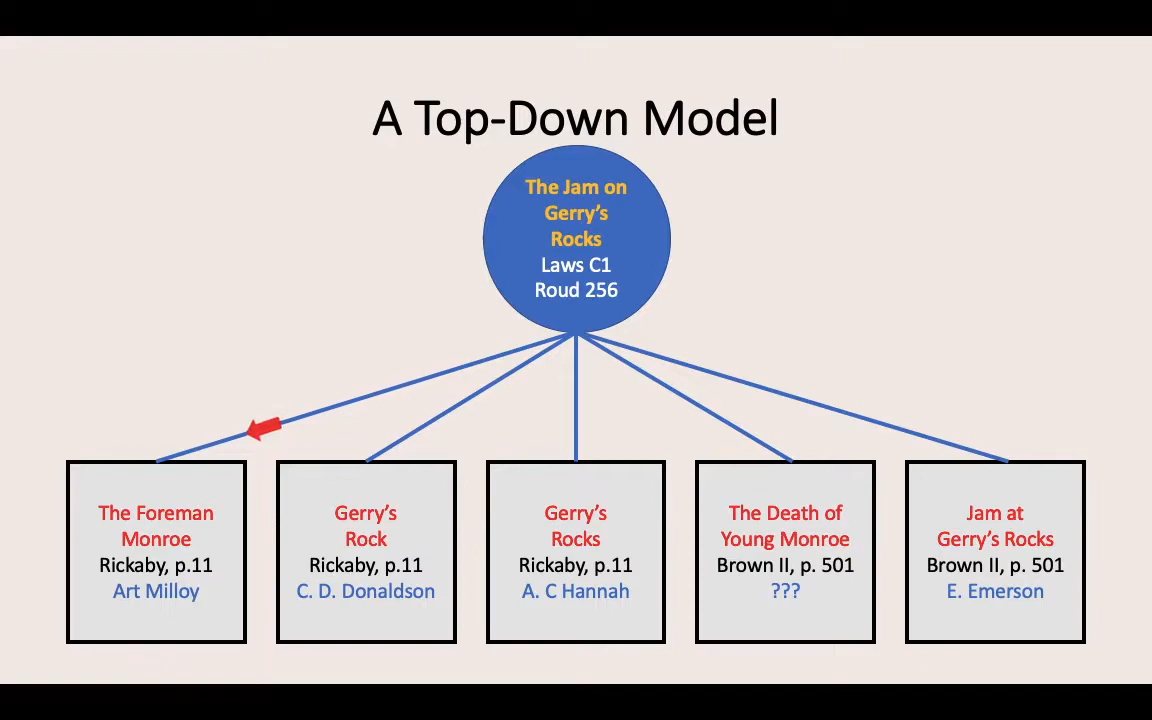 A Top-Down Model
The Jam on
Gerry's
Rocks
Laws C1
Roud 256
The Foreman
Monroe
Rickaby, p.11
Art Milloy
Gerry's
Rock
Rickaby, p.11
C. D. Donaldson
Gerry's
Rocks
Rickaby, p.11
A. C Hannah
The Death of
Young Monroe
Brown II, p. 501
???
Jam at
Gerry's Rocks
Brown II, p. 501
E. Emerson